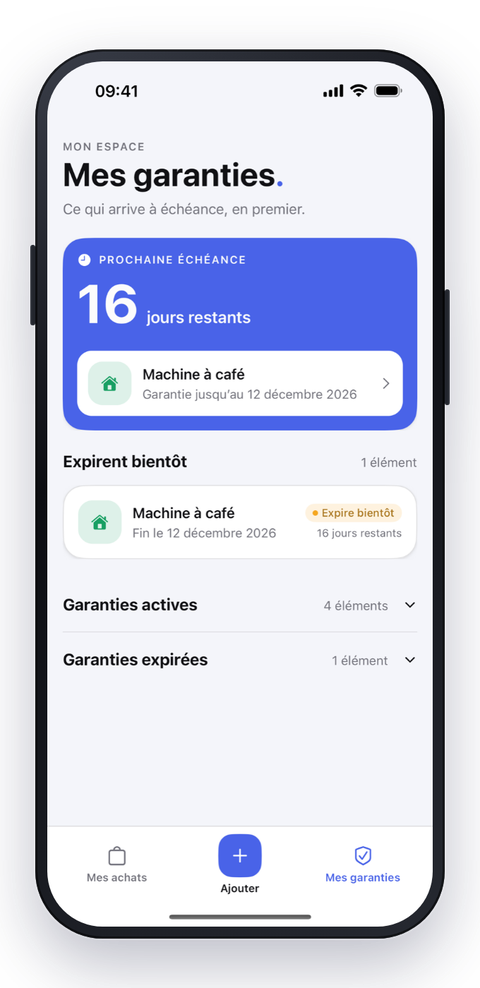 09:41
MON ESPACE
Mes garanties.
Ce qui arrive à échéance, en premier.
PROCHAINE ÉCHÉANCE
16 jours restants
Machine à café
Garantie jusqu'au 12 décembre 2026
Expirent bientôt 1 élément
Machine à café Expire bientôt
Fin le 12 décembre 2026 16 jours restants
Garanties actives 4 éléments
Garanties expirées 1 élément
Mes achats Ajouter Mes garanties